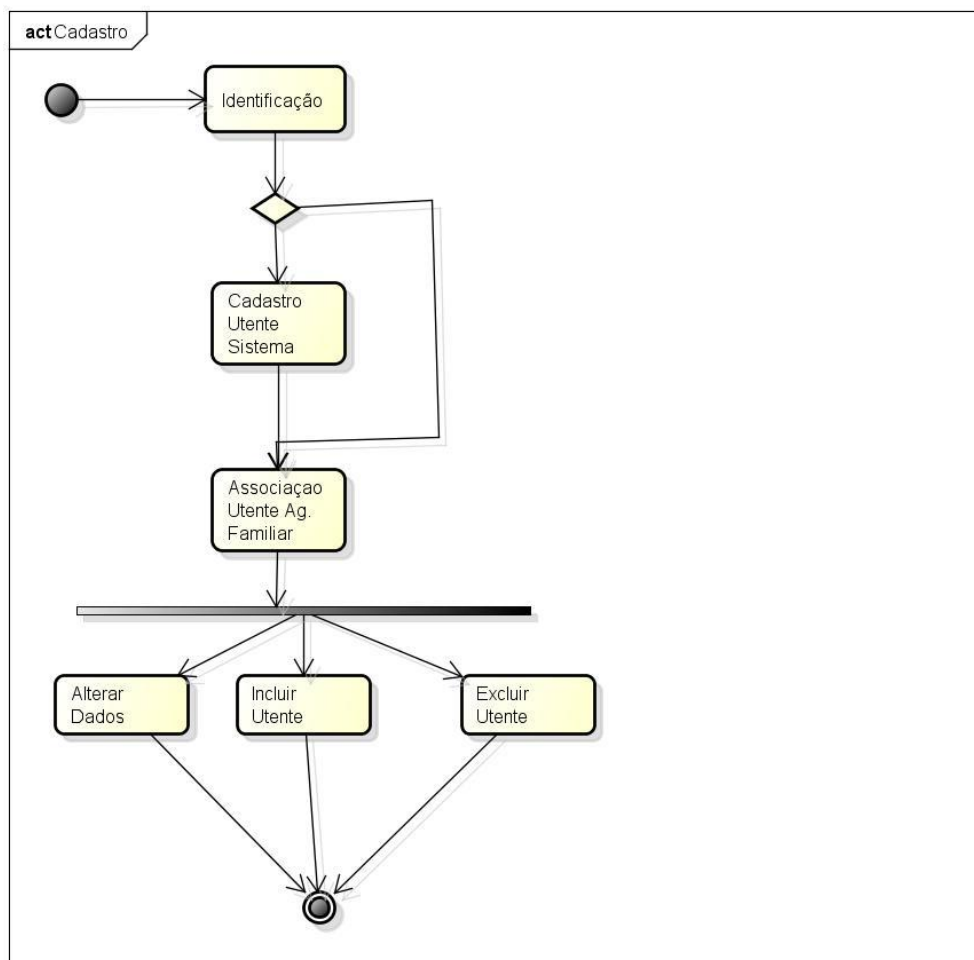 act Cadastro
Identificação
Cadastro
Utente
Sistema
Associaçao
Utente Ag.
Familiar
Alterar
Dados
Incluir
Utente
Excluir
Utente